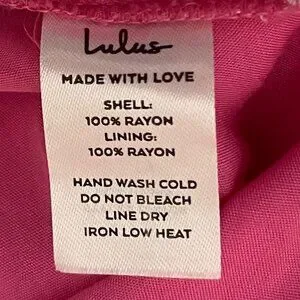 Lulus
MADE WITH LOVE
SHELL:
100% RAYON
LINING:
100% RAYON
HAND WASH COLD
DO NOT BLEACH
LINE DRY
IRON LOW HEAT